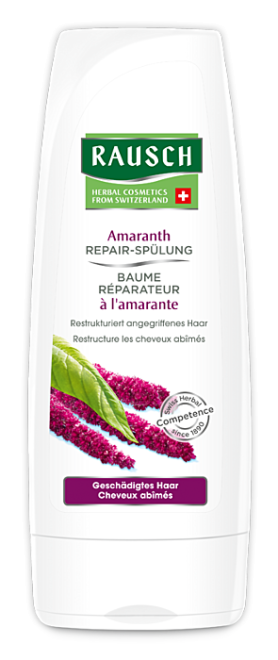 RAUSCH
HERBAL COSMETICS
FROM SWITZERLAND
Amaranth
REPAIR-SPÜLUNG
BAUME
RÉPARATEUR
à l'amarante
Restrukturiert angegriffenes Haar
Restructure les cheveux abîmés
Swiss Herbal
Competence
since 1890
Geschädigtes Haar
Cheveux abîmés